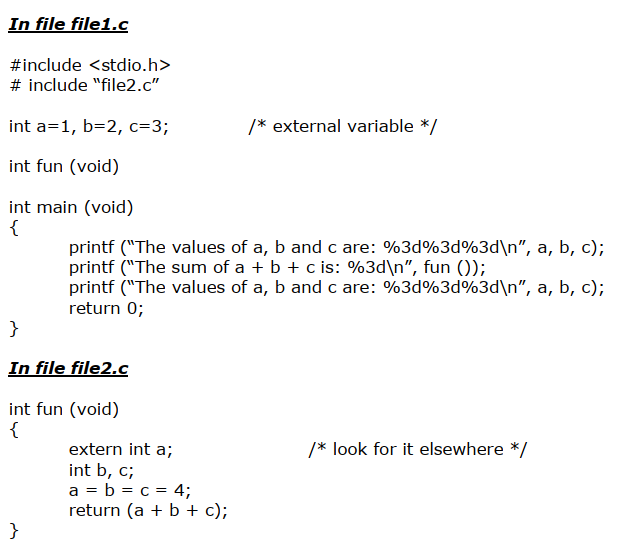 In file file1.c
#include <stdio.h>
# include “file2.c”
int a=1, b=2, c=3; /* external variable */
int fun (void)
int main (void)
{
printf (“The values of a, b and c are: %3d%3d%3d\n”, a, b, c);
printf (“The sum of a + b + c is: %3d\n”, fun ());
printf (“The values of a, b and c are: %3d%3d%3d\n”, a, b, c);
return 0;
}
In file file2.c
int fun (void)
{
extern int a; /* look for it elsewhere */
int b, c;
a = b = c = 4;
return (a + b + c);
}